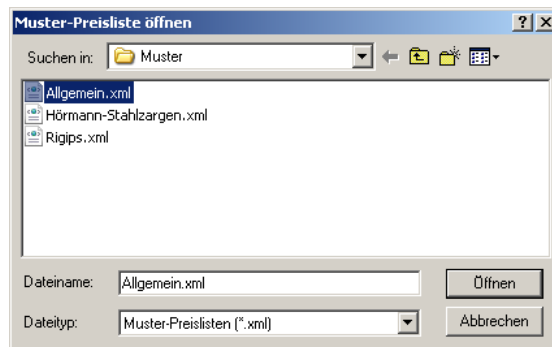 Muster-Preisliste öffnen
Suchen in: Muster
Allgemein.xml
Hörmann-Stahlzargen.xml
Rigips.xml
Dateiname: Allgemein.xml Öffnen
Dateityp: Muster-Preislisten (*.xml) Abbrechen